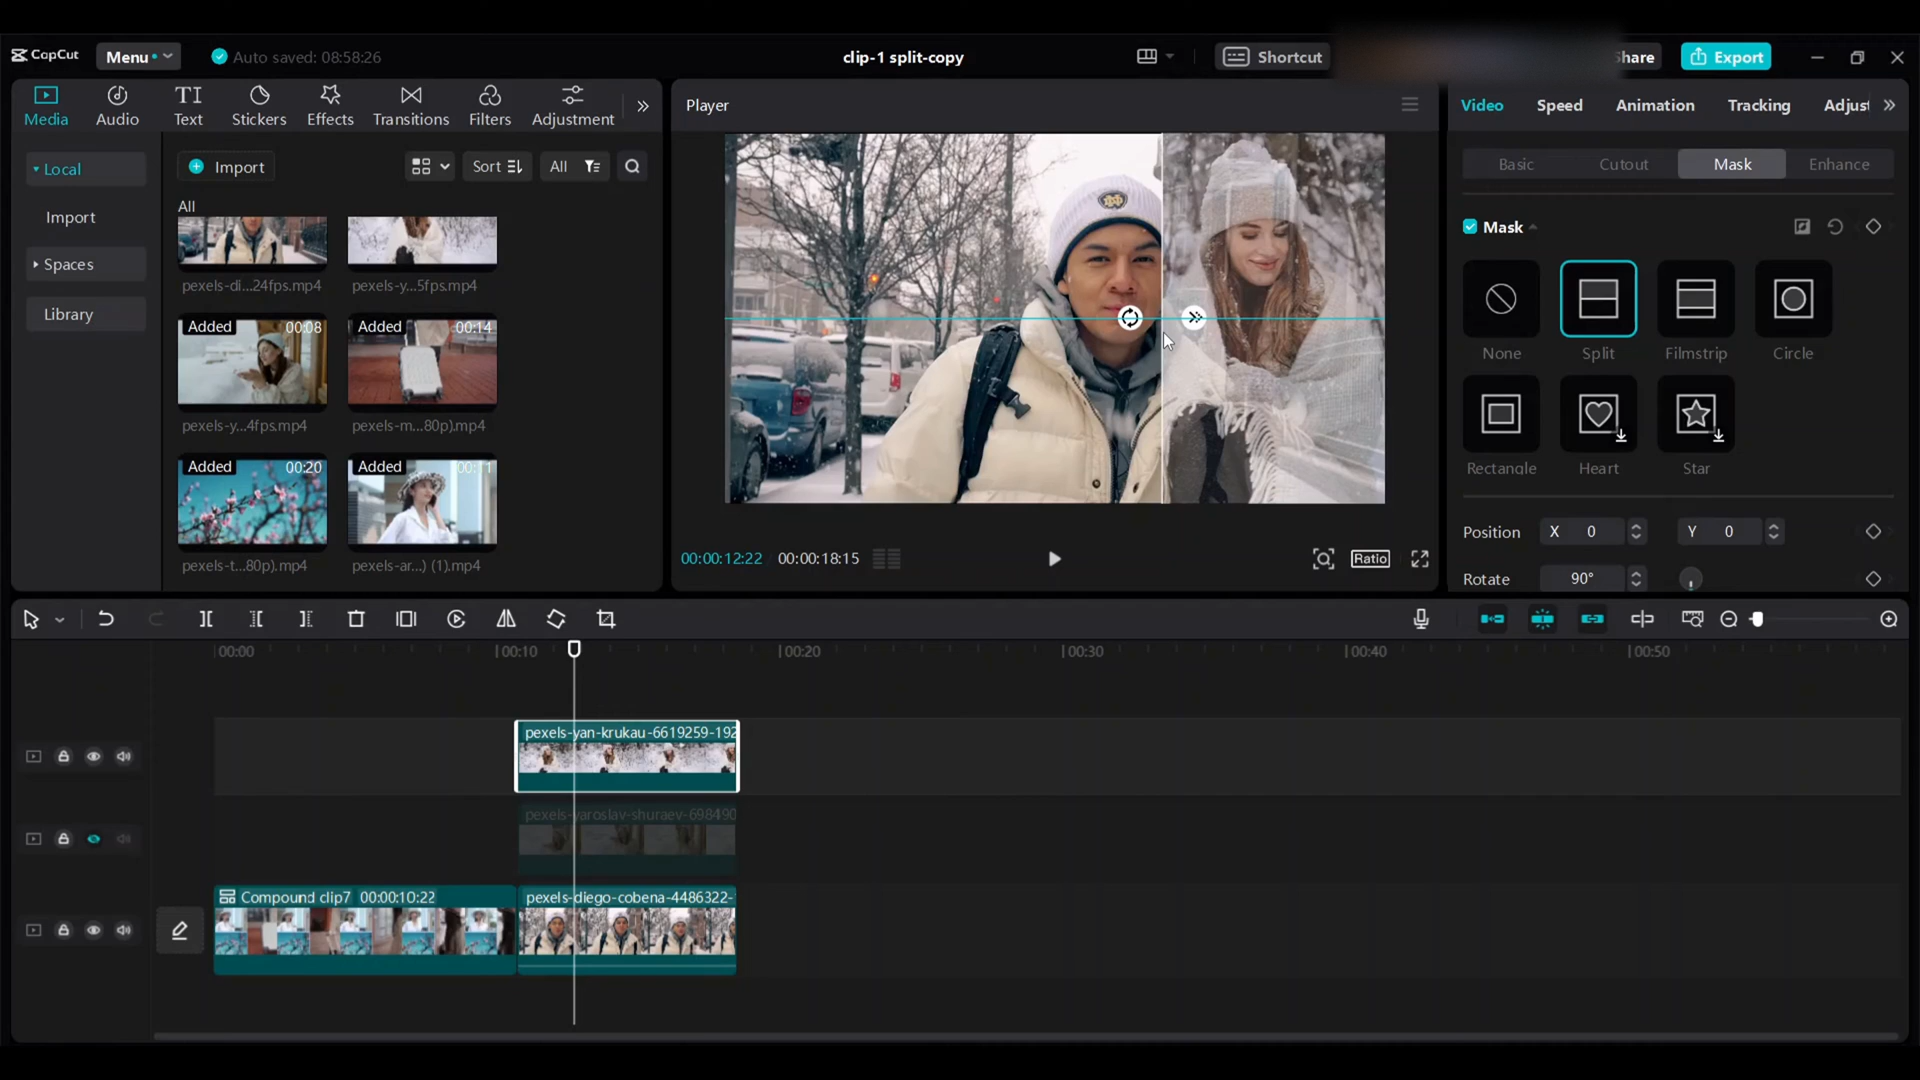 CapCut
Menu
Auto saved: 08:58:26
clip-1 split-copy
Shortcut
Share
Export
Media
Audio
TI
Text
Stickers
Effects
Transitions
Filters
Adjustment
Local
Import
Spaces
Library
Import
Sort
All
All
pexels-di...24fps.mp4
pexels-y...5fps.mp4
Added
00:08
Added
00:14
pexels-y...4fps.mp4
pexels-m...80p).mp4
Added
00:20
Added
00:11
pexels-t...80p).mp4
pexels-ar...) (1).mp4
Player
00:00:12:22
00:00:18:15
Ratio
Video
Speed
Animation
Tracking
Adjust
Basic
Cutout
Mask
Enhance
Mask
None
Split
Filmstrip
Circle
Rectangle
Heart
Star
Position
X 0
Y 0
Rotate
90°
00:00
00:10
00:20
00:30
00:40
00:50
pexels-yan-krukau-6619259-192
pexels-yaroslav-shuraev-698490
Compound clip7 00:00:10:22
pexels-diego-cobena-4486322-